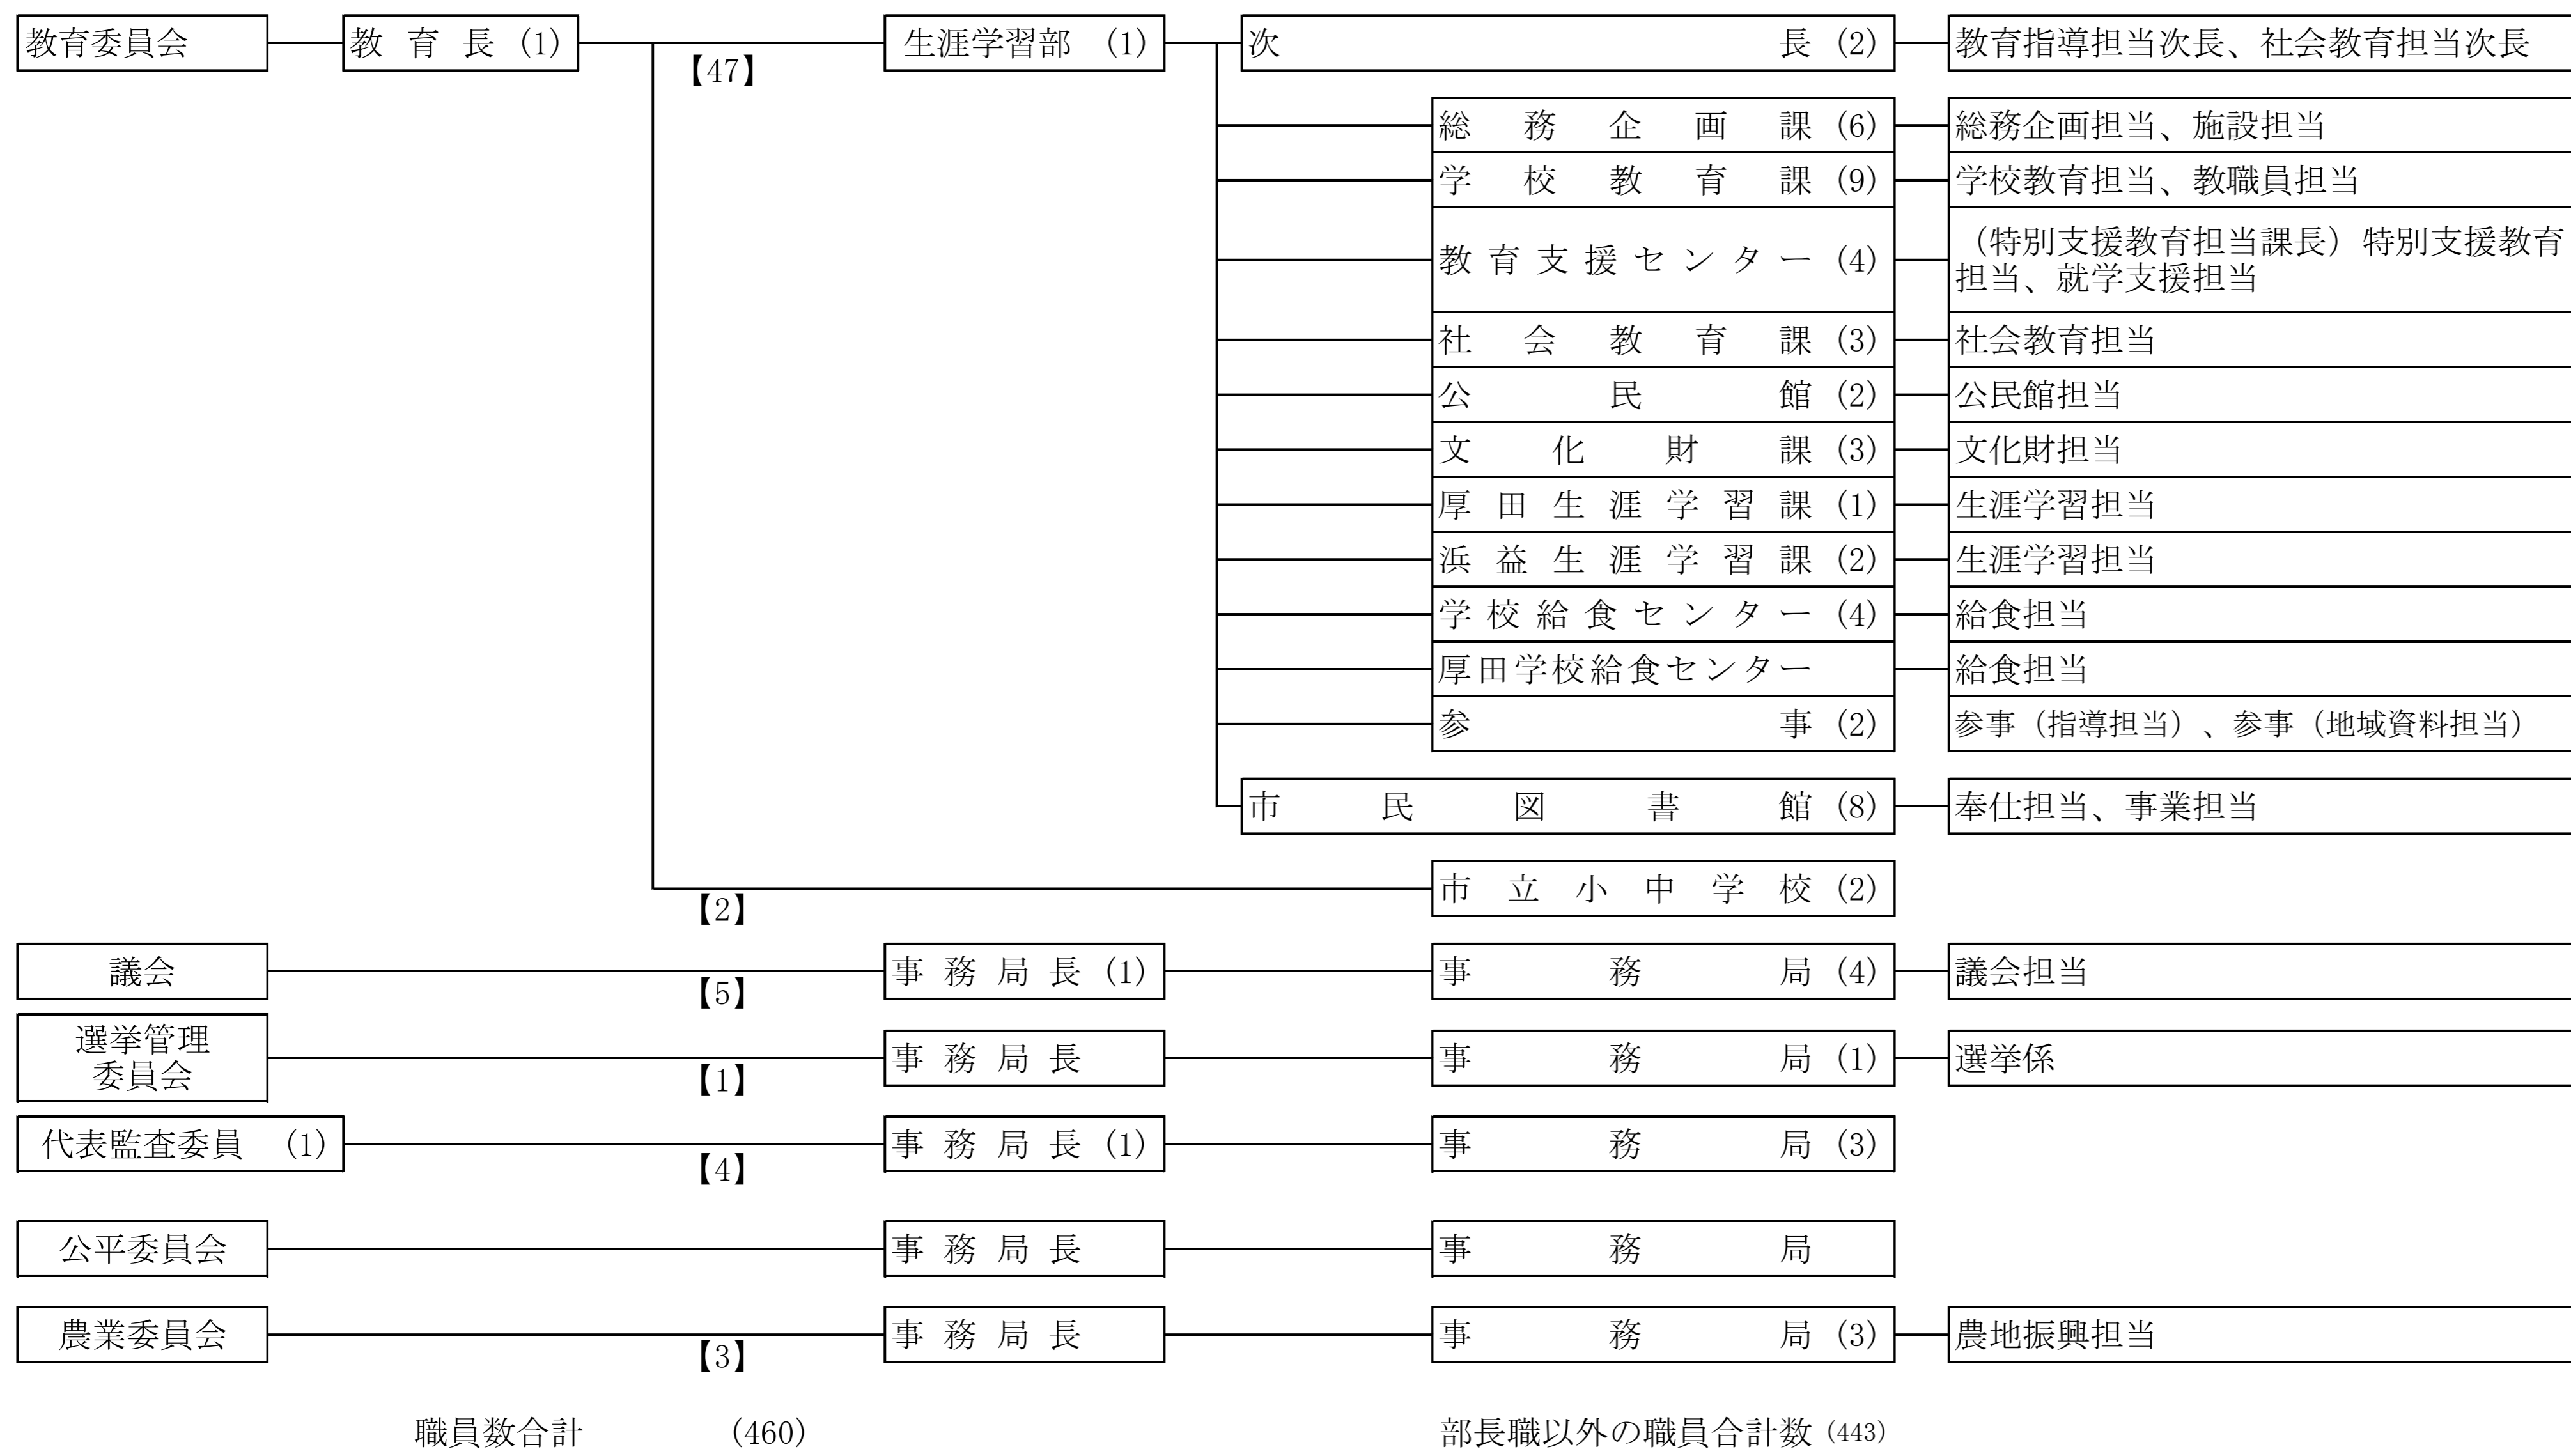 教育委員会 教育長 (1) 【47】 生涯学習部 (1) 次長 (2) 教育指導担当次長、社会教育担当次長
総務企画課 (6) 総務企画担当、施設担当
学校教育課 (9) 学校教育担当、教職員担当
教育支援センター (4) （特別支援教育担当課長）特別支援教育
担当、就学支援担当
社会教育課 (3) 社会教育担当
公民館 (2) 公民館担当
文化財課 (3) 文化財担当
厚田生涯学習課 (1) 生涯学習担当
浜益生涯学習課 (2) 生涯学習担当
学校給食センター (4) 給食担当
厚田学校給食センター 給食担当
参事 (2) 参事（指導担当）、参事（地域資料担当）
市民図書館 (8) 奉仕担当、事業担当
【2】 市立小中学校 (2)
議会 【5】 事務局長 (1) 事務局 (4) 議会担当
選挙管理
委員会 【1】 事務局長 事務局 (1) 選挙係
代表監査委員 (1) 【4】 事務局長 (1) 事務局 (3)
公平委員会 事務局長 事務局
農業委員会 【3】 事務局長 事務局 (3) 農地振興担当
職員数合計 (460) 部長職以外の職員合計数 (443)